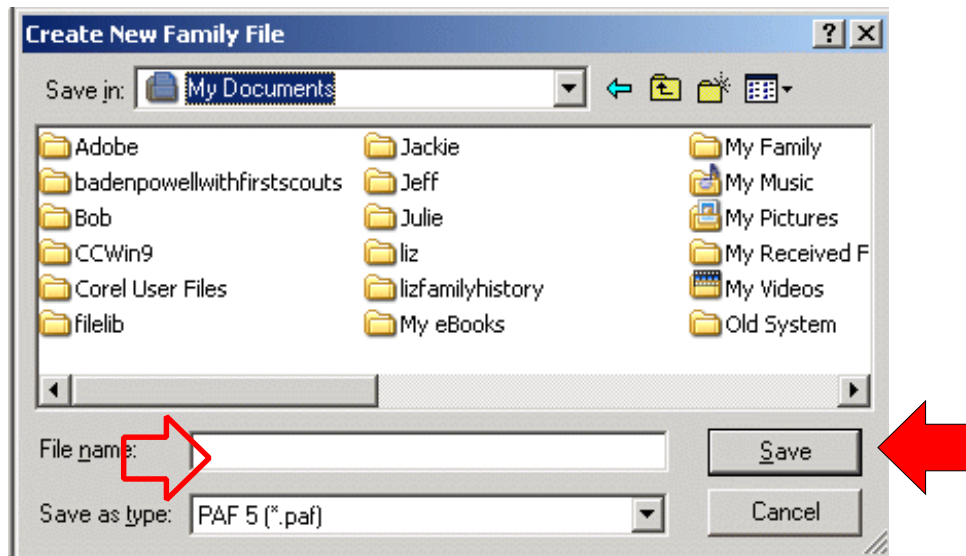 Create New Family File
Save in: My Documents
Adobe Jackie My Family
badenpowellwithfirstscouts Jeff My Music
Bob Julie My Pictures
CCWin9 liz My Received F
Corel User Files lizfamilyhistory My Videos
filelib My eBooks Old System
File name: Save
Save as type: PAF 5 (*.paf) Cancel